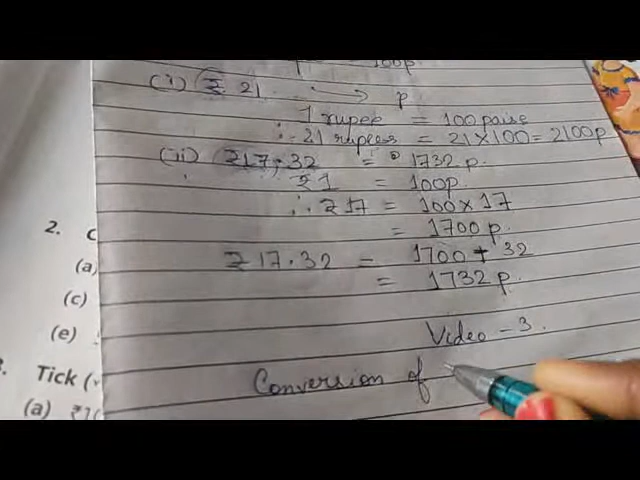 100p
(i) ₹ 21. → p
1 rupee = 100 paise
∴ 21 rupees = 21×100 = 2100p
(ii) ₹17.32 = 1732 p.
₹1 = 100p.
∴ ₹17 = 100 × 17
= 1700 p.
₹17.32 = 1700 + 32
= 1732 p.
Video - 3.
Conversion of
2.
(a)
(c)
(e)
Tick (
(a)